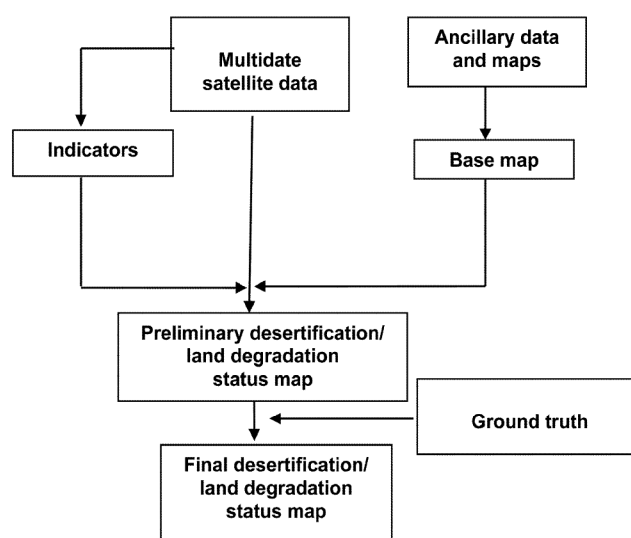 Multidate
satellite data
Ancillary data
and maps
Indicators
Base map
Preliminary desertification/
land degradation
status map
Ground truth
Final desertification/
land degradation
status map